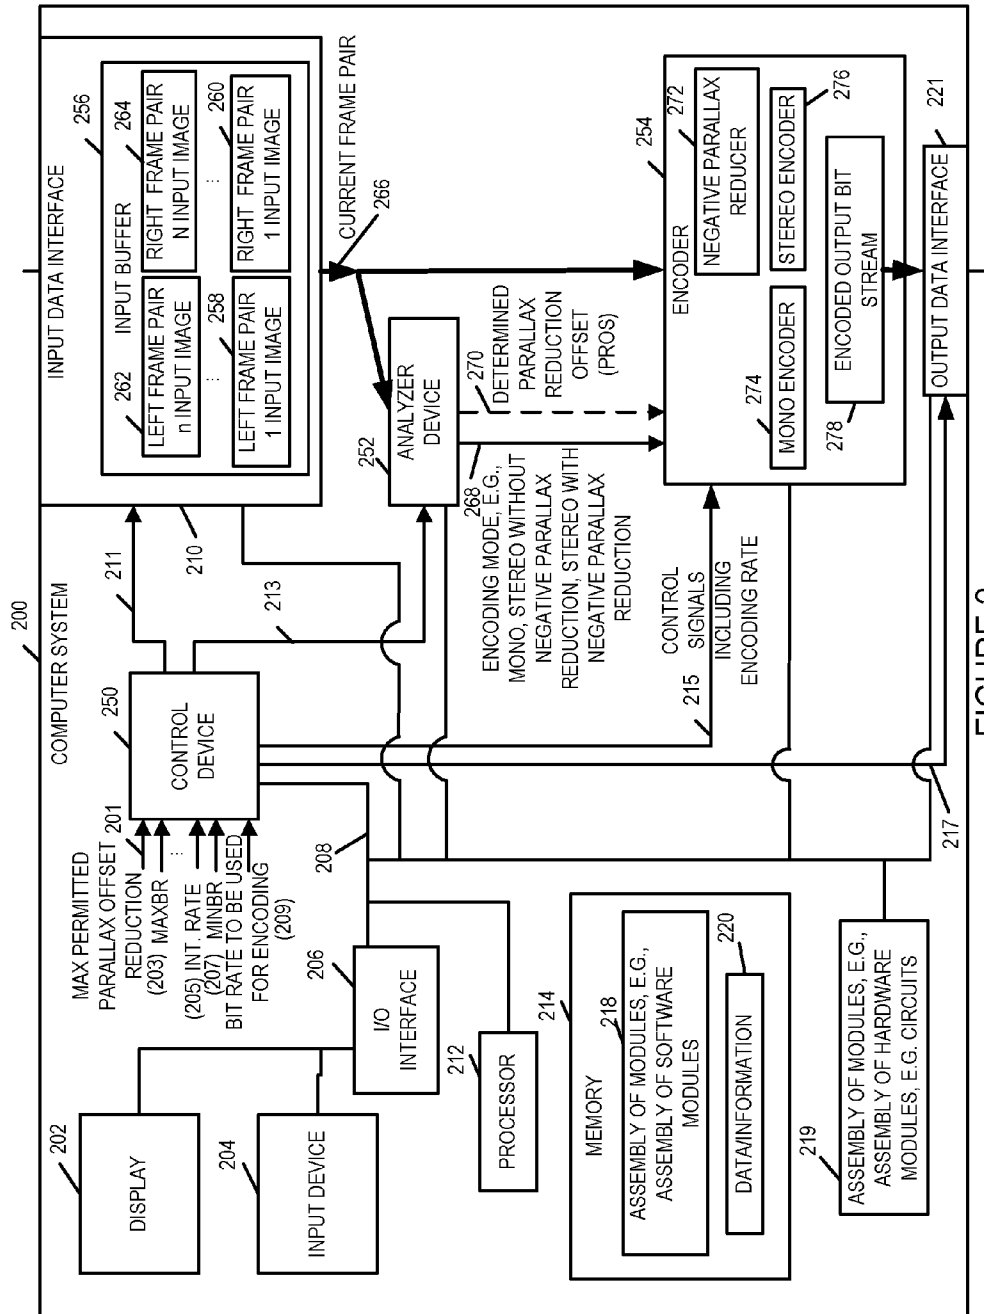 200
COMPUTER SYSTEM
202
DISPLAY
204
INPUT DEVICE
206
I/O
INTERFACE
208
212
PROCESSOR
MAX PERMITTED
PARALLAX OFFSET
REDUCTION
201
(203) MAXBR
⋮
(205) INT. RATE
(207) MINBR
BIT RATE TO BE USED
FOR ENCODING
(209)
250
CONTROL
DEVICE
211
210
213
INPUT DATA INTERFACE
256
INPUT BUFFER
262
LEFT FRAME PAIR
n INPUT IMAGE
⋮
258
LEFT FRAME PAIR
1 INPUT IMAGE
264
RIGHT FRAME PAIR
N INPUT IMAGE
⋮
260
RIGHT FRAME PAIR
1 INPUT IMAGE
CURRENT FRAME PAIR
266
252
ANALYZER
DEVICE
268
270
DETERMINED
PARALLAX
REDUCTION
OFFSET
(PROS)
ENCODING MODE, E.G.,
MONO, STEREO WITHOUT
NEGATIVE PARALLAX
REDUCTION, STEREO WITH
NEGATIVE PARALLAX
REDUCTION
215
CONTROL
SIGNALS
INCLUDING
ENCODING RATE
214
MEMORY
218
ASSEMBLY OF MODULES, E.G.,
ASSEMBLY OF SOFTWARE
MODULES
220
DATA/INFORMATION
219
ASSEMBLY OF MODULES, E.G.,
ASSEMBLY OF HARDWARE
MODULES, E.G. CIRCUITS
254
ENCODER
272
NEGATIVE PARALLAX
REDUCER
274
MONO ENCODER
276
STEREO ENCODER
278
ENCODED OUTPUT BIT
STREAM
217
221
OUTPUT DATA INTERFACE
FIGURE